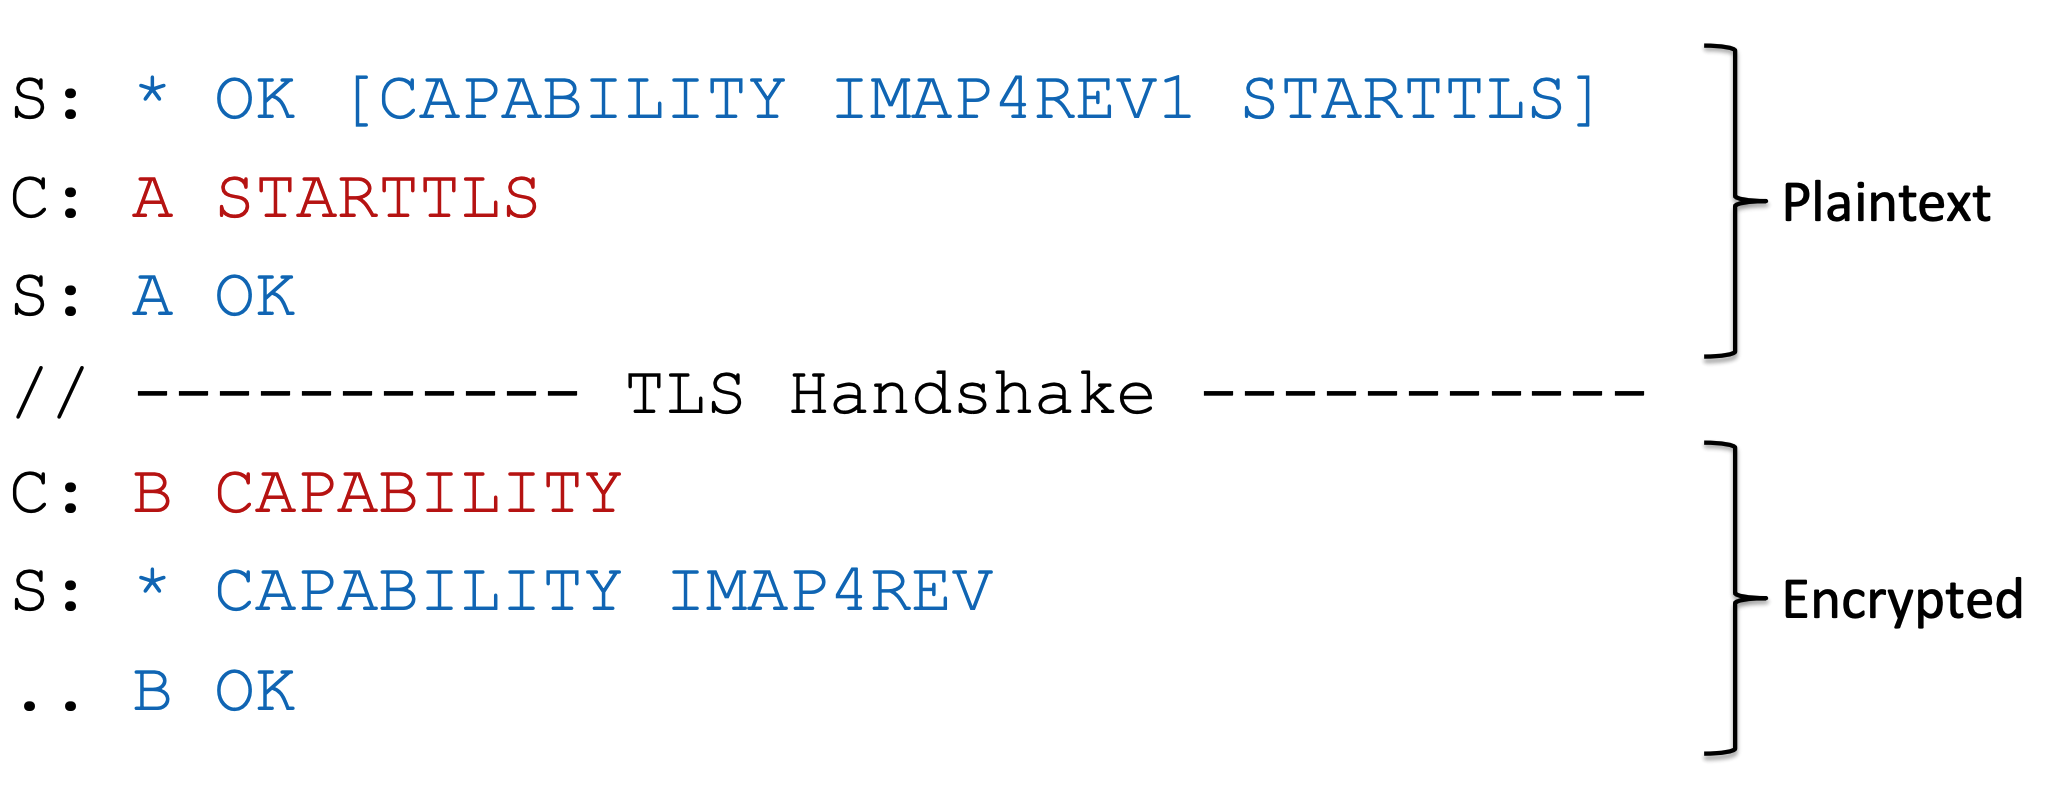 S: * OK [CAPABILITY IMAP4REV1 STARTTLS]
C: A STARTTLS
S: A OK
Plaintext
// ----------- TLS Handshake -----------
C: B CAPABILITY
S: * CAPABILITY IMAP4REV
.. B OK
Encrypted